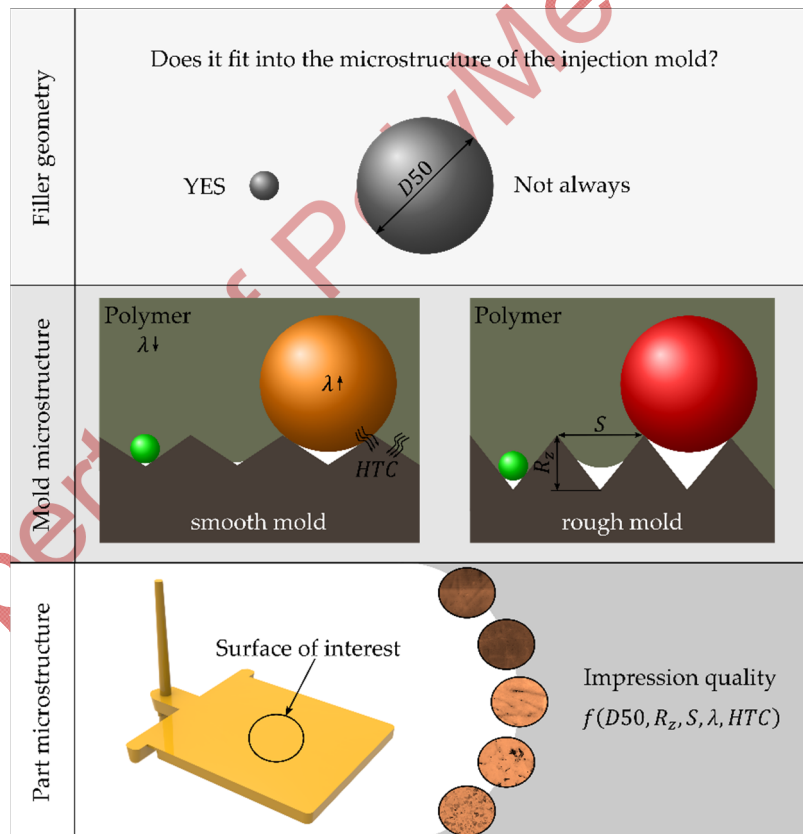 Filler geometry
Does it fit into the microstructure of the injection mold?
YES
D50
Not always
Mold microstructure
Polymer
λ↓
λ↑
HTC
smooth mold
Polymer
S
R_z
rough mold
Part microstructure
Surface of interest
Impression quality
f(D50, R_z, S, λ, HTC)